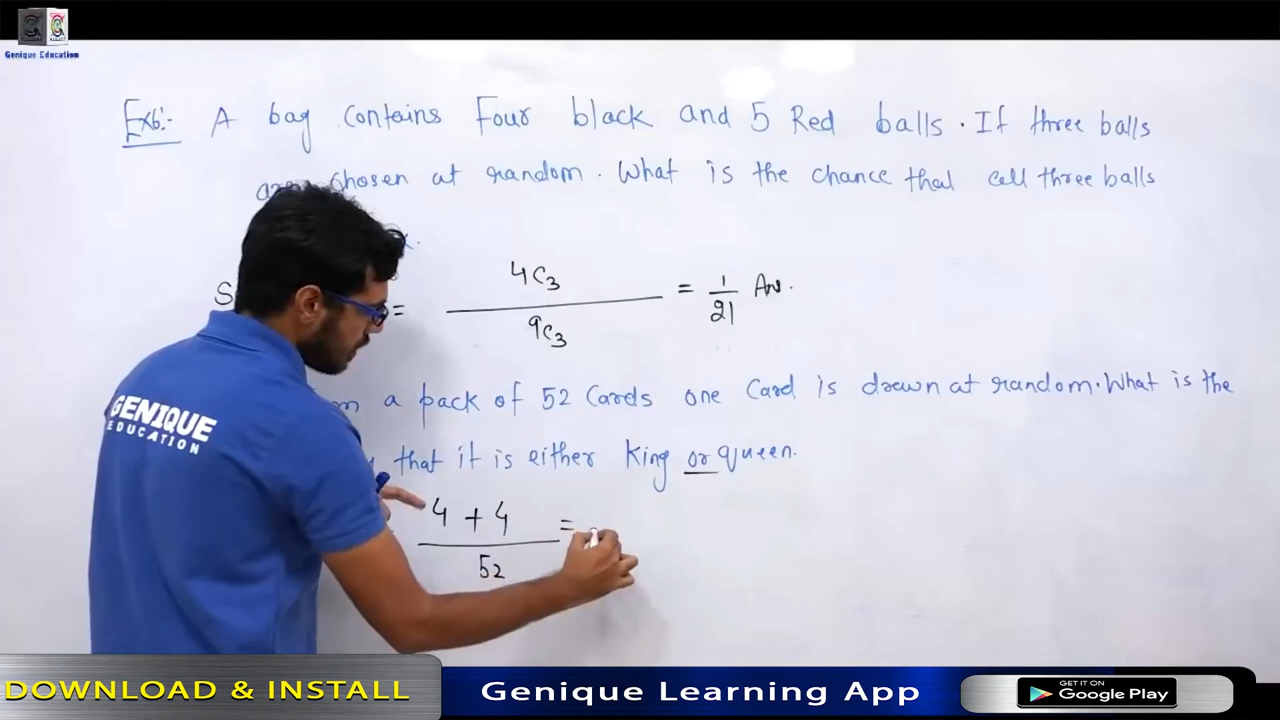 Genique Education
Ex6:- A bag contains Four black and 5 Red balls. If three balls
are chosen at random. What is the chance that all three balls
4C3
= = 1/21 Ans.
9C3
a pack of 52 Cards one Card is drawn at random. What is the
that it is either King or queen.
4 + 4
=
52
GENIQUE
EDUCATION
DOWNLOAD & INSTALL
Genique Learning App
GET IT ON
Google Play